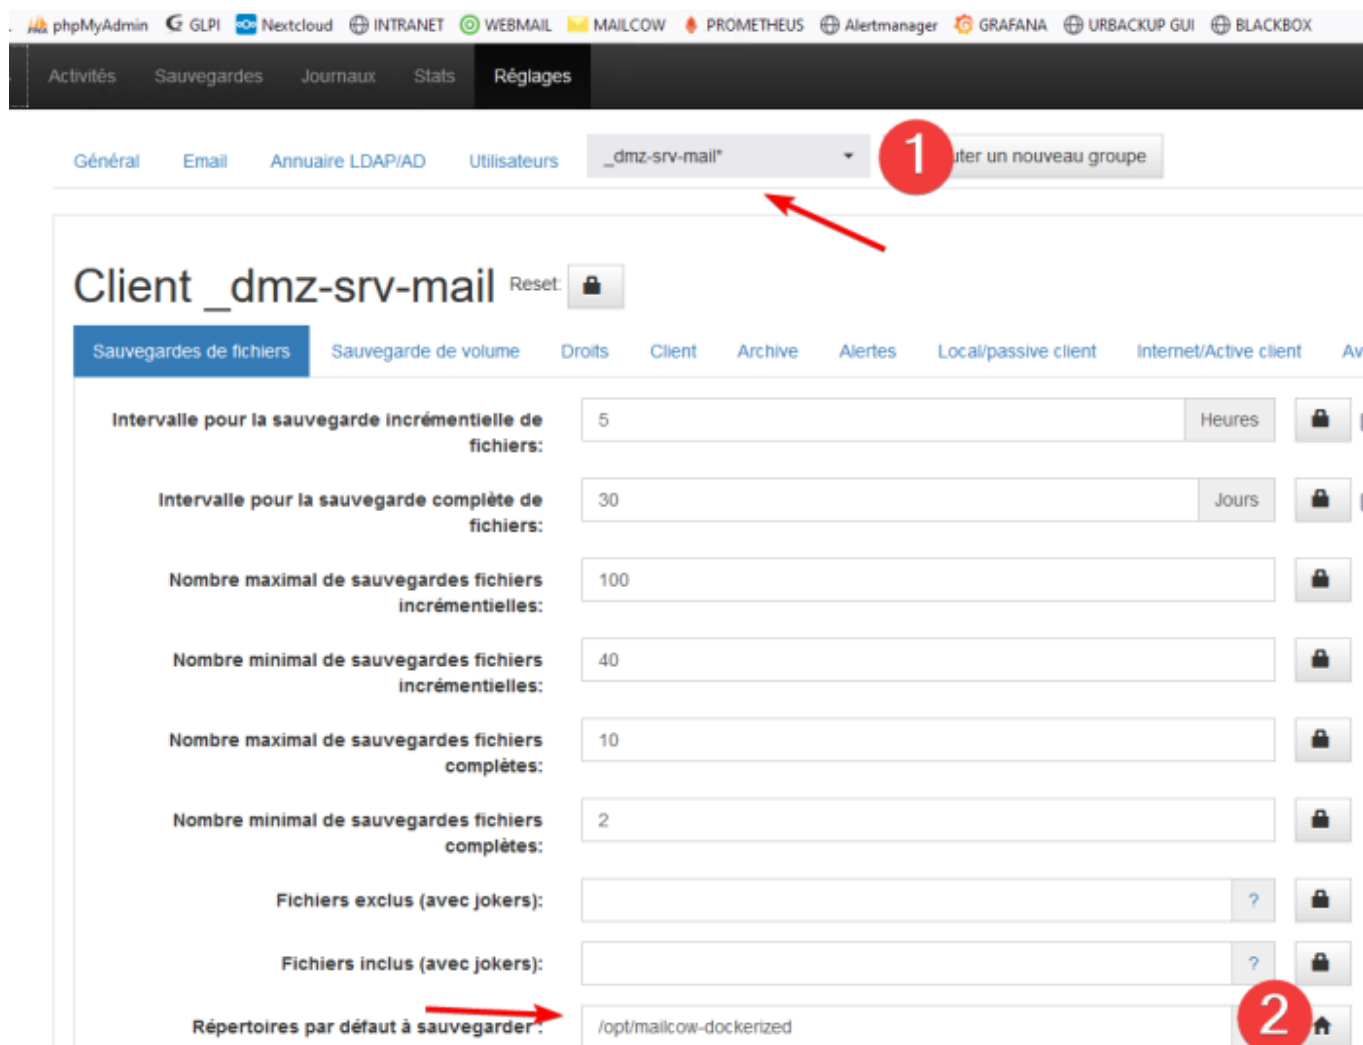 phpMyAdmin GLPI Nextcloud INTRANET WEBMAIL MAILCOW PROMETHEUS Alertmanager GRAFANA URBACKUP GUI BLACKBOX
Activités Sauvegardes Journaux Stats Réglages
Général Email Annuaire LDAP/AD Utilisateurs _dmz-srv-mail* 1 uter un nouveau groupe
Client _dmz-srv-mail Reset:
Sauvegardes de fichiers Sauvegarde de volume Droits Client Archive Alertes Local/passive client Internet/Active client Av
Intervalle pour la sauvegarde incrémentielle de 5 Heures
fichiers:
Intervalle pour la sauvegarde complète de 30 Jours
fichiers:
Nombre maximal de sauvegardes fichiers 100
incrémentielles:
Nombre minimal de sauvegardes fichiers 40
incrémentielles:
Nombre maximal de sauvegardes fichiers 10
complètes:
Nombre minimal de sauvegardes fichiers 2
complètes:
Fichiers exclus (avec jokers): ?
Fichiers inclus (avec jokers): ?
Répertoires par défaut à sauvegarder : /opt/mailcow-dockerized 2